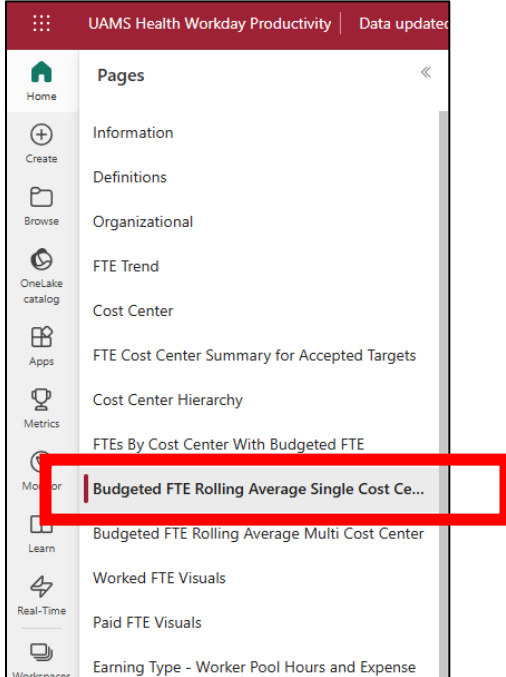 UAMS Health Workday Productivity | Data updated
Home
Create
Browse
OneLake
catalog
Apps
Metrics
Learn
Real-Time
Workspaces
Pages
Information
Definitions
Organizational
FTE Trend
Cost Center
FTE Cost Center Summary for Accepted Targets
Cost Center Hierarchy
FTEs By Cost Center With Budgeted FTE
Budgeted FTE Rolling Average Single Cost Ce...
Budgeted FTE Rolling Average Multi Cost Center
Worked FTE Visuals
Paid FTE Visuals
Earning Type - Worker Pool Hours and Expense